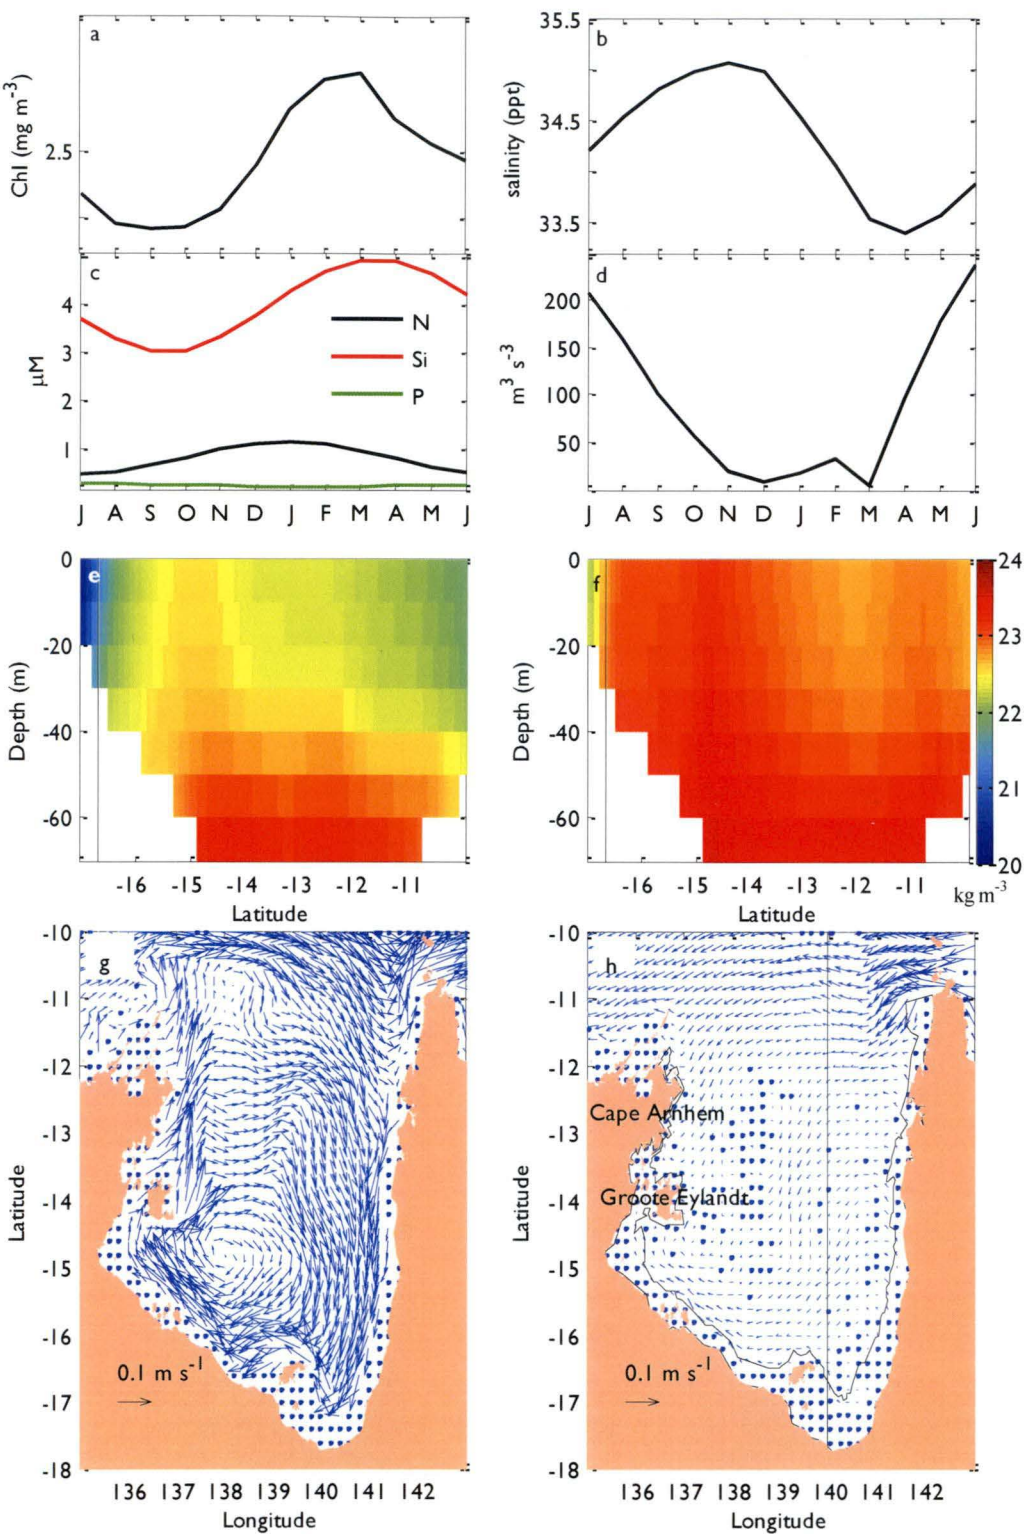 a
Chl (mg m-3)
2.5
b
salinity (ppt)
35.5
34.5
33.5
c
µM
4
3
2
1
N
Si
P
J A S O N D J F M A M J
d
m3 s-3
200
150
100
50
J A S O N D J F M A M J
e
Depth (m)
0
-20
-40
-60
-16 -15 -14 -13 -12 -11
Latitude
f
Depth (m)
0
-20
-40
-60
-16 -15 -14 -13 -12 -11
Latitude
24
23
22
21
20
kg m-3
g
Latitude
-10
-11
-12
-13
-14
-15
-16
-17
-18
0.1 m s-1
136 137 138 139 140 141 142
Longitude
h
Latitude
-10
-11
-12
-13
-14
-15
-16
-17
-18
Cape Arnhem
Groote Eylandt
0.1 m s-1
136 137 138 139 140 141 142
Longitude